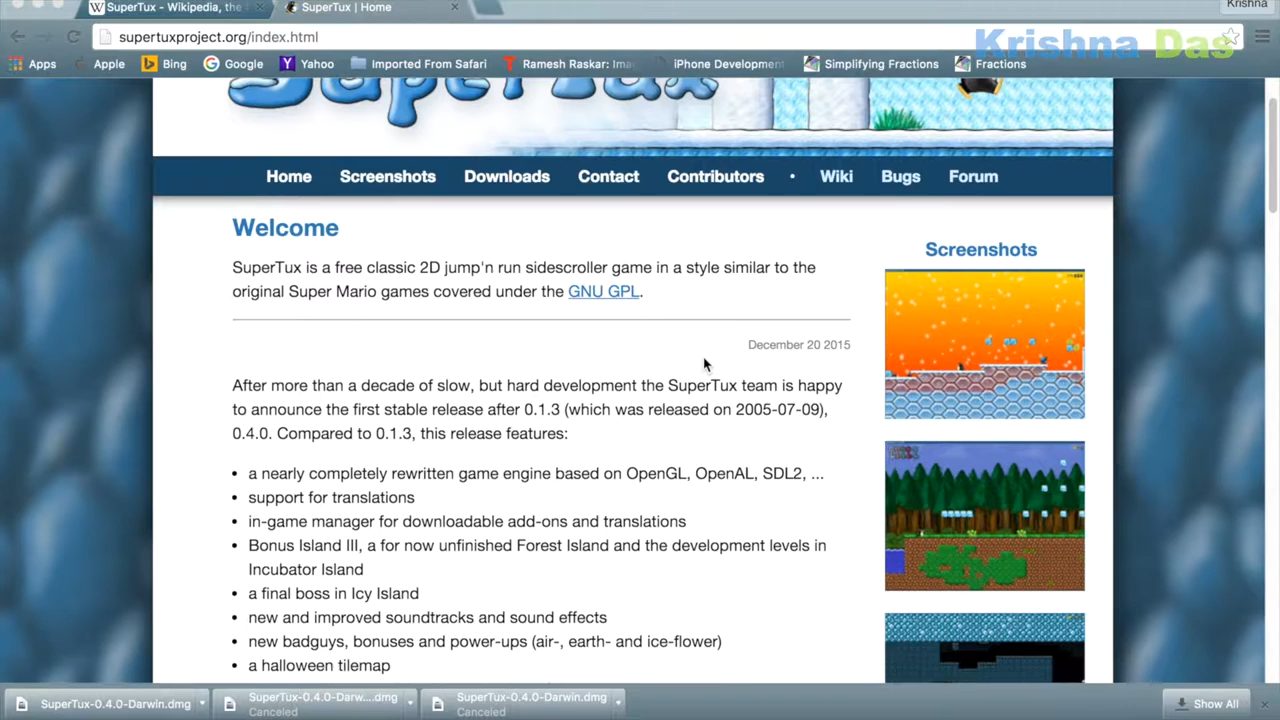 Krishna
SuperTux - Wikipedia, the
SuperTux | Home
supertuxproject.org/index.html
Krishna Das
Apps Apple Bing Google Yahoo Imported From Safari Ramesh Raskar: Ima iPhone Development Simplifying Fractions Fractions
SuperTux
Home Screenshots Downloads Contact Contributors • Wiki Bugs Forum
Welcome
SuperTux is a free classic 2D jump'n run sidescroller game in a style similar to the
original Super Mario games covered under the GNU GPL.
December 20 2015
After more than a decade of slow, but hard development the SuperTux team is happy
to announce the first stable release after 0.1.3 (which was released on 2005-07-09),
0.4.0. Compared to 0.1.3, this release features:
• a nearly completely rewritten game engine based on OpenGL, OpenAL, SDL2, ...
• support for translations
• in-game manager for downloadable add-ons and translations
• Bonus Island III, a for now unfinished Forest Island and the development levels in
Incubator Island
• a final boss in Icy Island
• new and improved soundtracks and sound effects
• new badguys, bonuses and power-ups (air-, earth- and ice-flower)
• a halloween tilemap
Screenshots
SuperTux-0.4.0-Darwin.dmg
SuperTux-0.4.0-Darw....dmg
Canceled
SuperTux-0.4.0-Darwin.dmg
Canceled
Show All